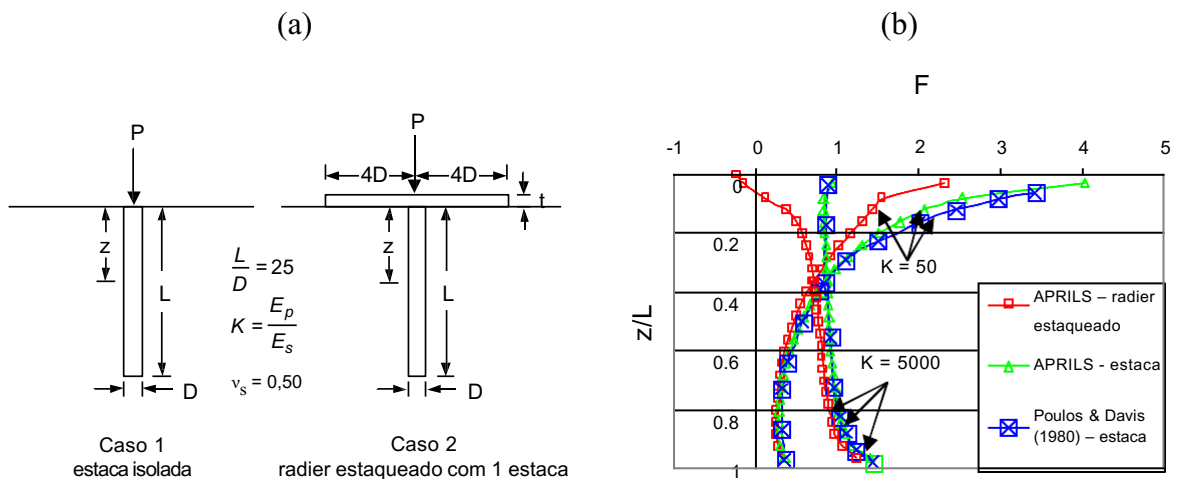 (a)
P
P
4D
4D
t
z
L
L/D = 25
K = Ep/Es
νs = 0,50
D
z
L
D
Caso 1
estaca isolada
Caso 2
radier estaqueado com 1 estaca
(b)
F
-1 0 1 2 3 4 5
0
0.2
0.4
0.6
0.8
1
z/L
K = 50
K = 5000
APRILS – radier
estaqueado
APRILS - estaca
Poulos & Davis
(1980) – estaca